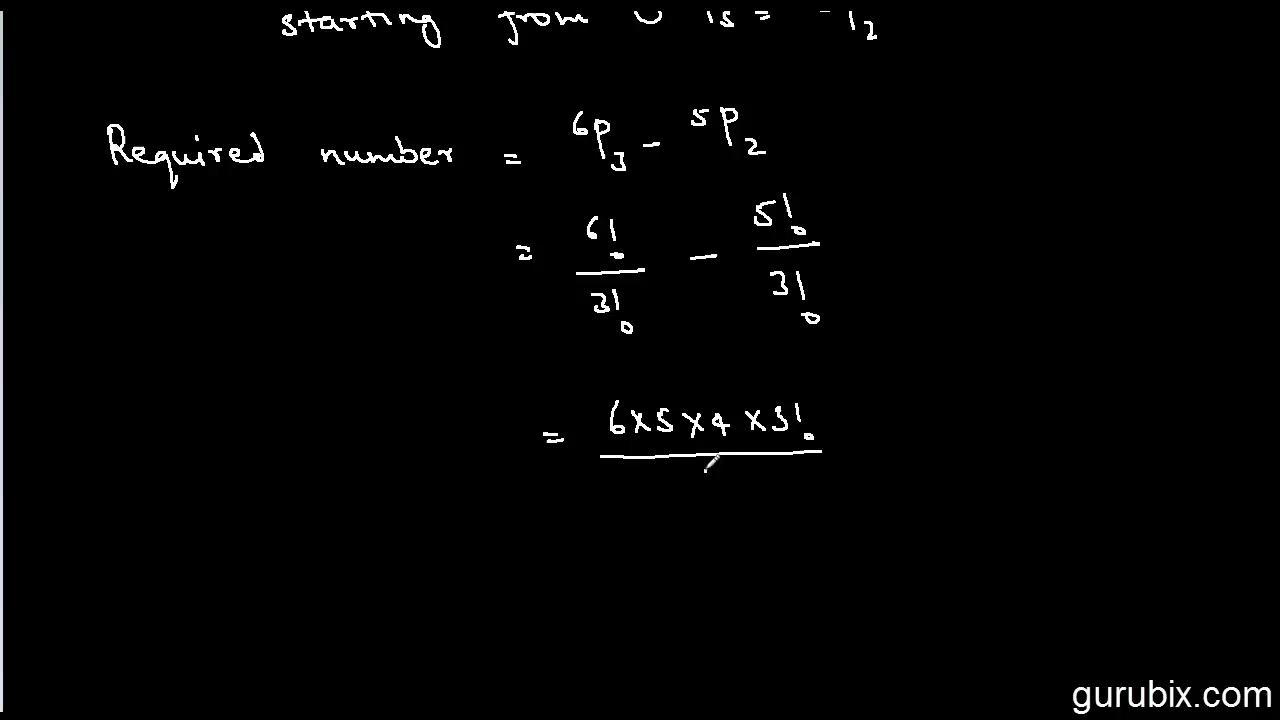 starting from 0 is = ⁵P₂
Required number = ⁶P₃ - ⁵P₂
= 6!/3! - 5!/3!
= 6x5x4x3!
gurubix.com